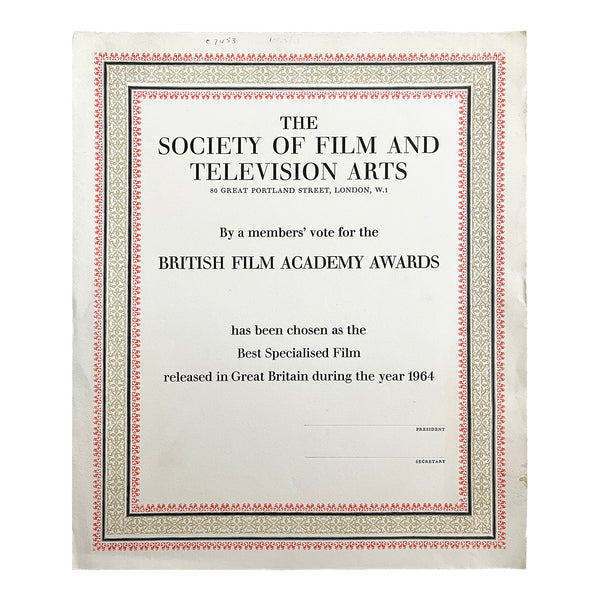 c 7453
THE
SOCIETY OF FILM AND
TELEVISION ARTS
80 GREAT PORTLAND STREET, LONDON, W.1
By a members' vote for the
BRITISH FILM ACADEMY AWARDS
has been chosen as the
Best Specialised Film
released in Great Britain during the year 1964
PRESIDENT
SECRETARY